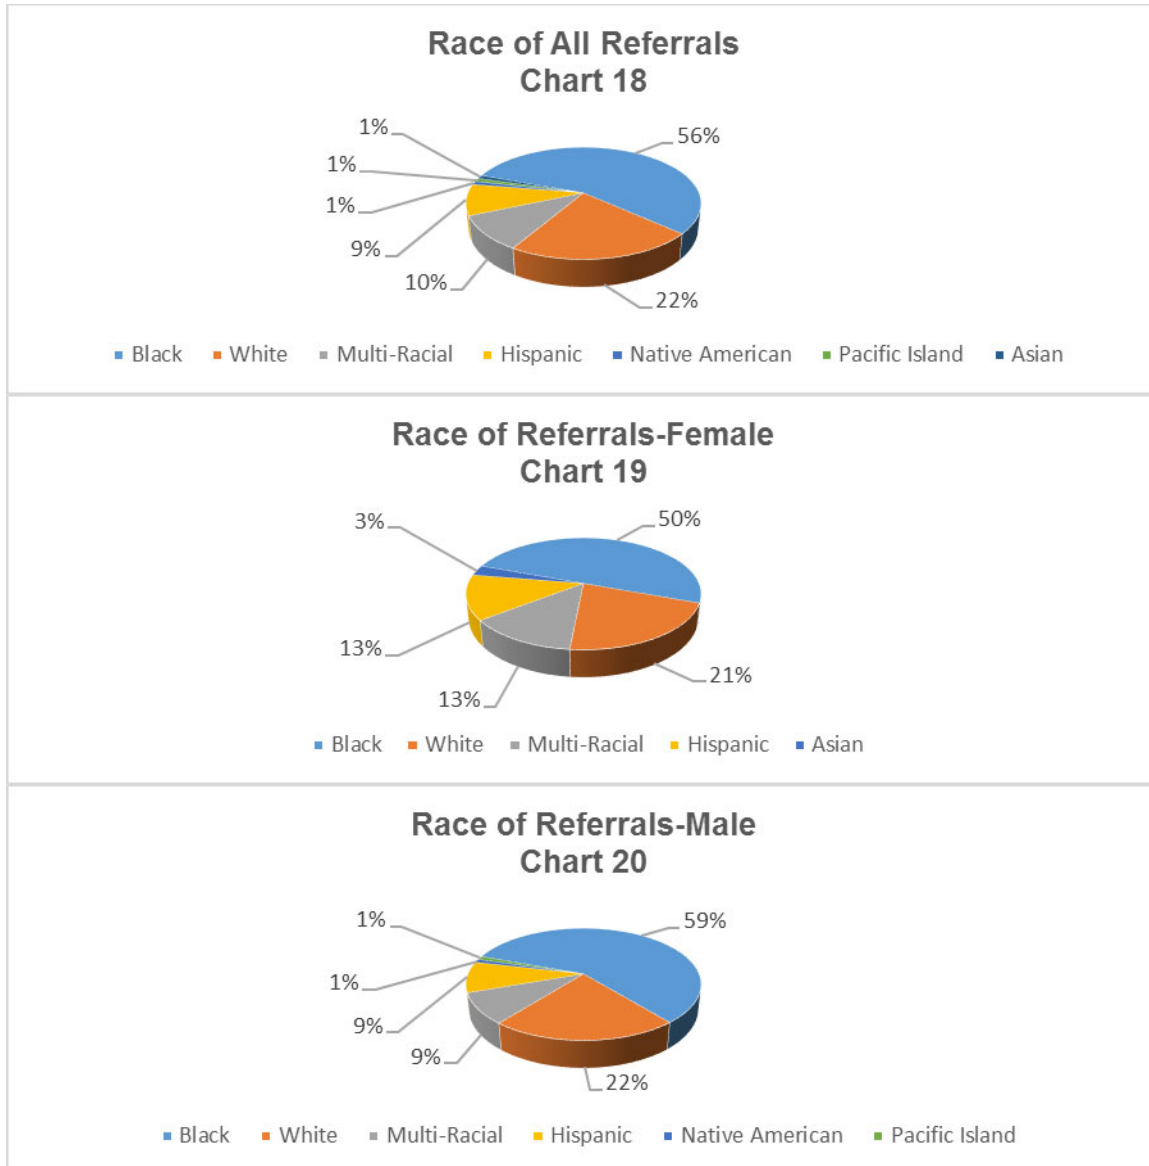 Race of All Referrals
Chart 18
1%
56%
1%
1%
9%
10%
22%
Black White Multi-Racial Hispanic Native American Pacific Island Asian
Race of Referrals-Female
Chart 19
3%
50%
13%
21%
13%
Black White Multi-Racial Hispanic Asian
Race of Referrals-Male
Chart 20
1%
59%
1%
9%
9%
22%
Black White Multi-Racial Hispanic Native American Pacific Island